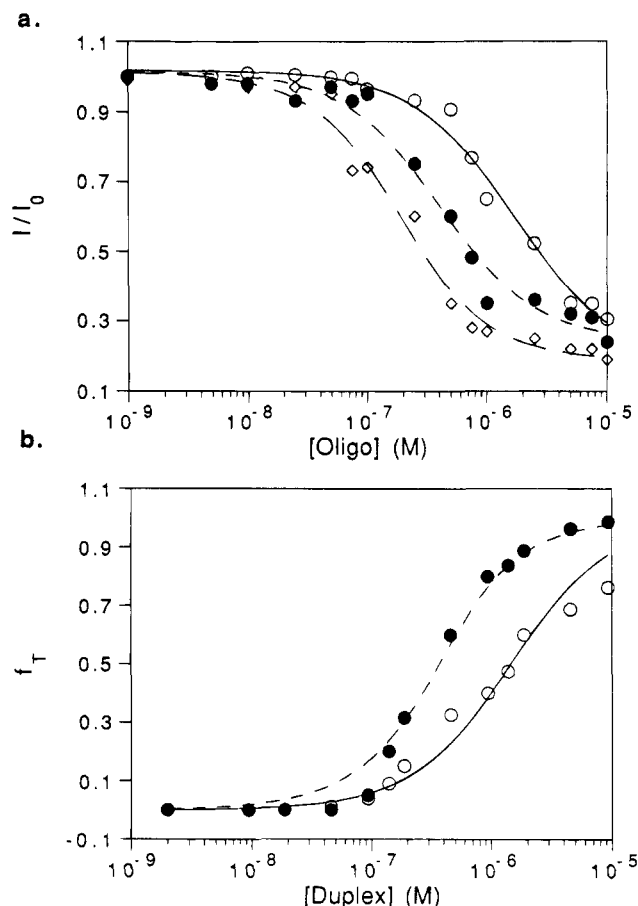 a.
1.1
0.9
0.7
0.5
0.3
0.1
I/I₀
10⁻⁹ 10⁻⁸ 10⁻⁷ 10⁻⁶ 10⁻⁵
[Oligo] (M)
b.
1.1
0.9
0.7
0.5
0.3
0.1
-0.1
f_T
10⁻⁹ 10⁻⁸ 10⁻⁷ 10⁻⁶ 10⁻⁵
[Duplex] (M)